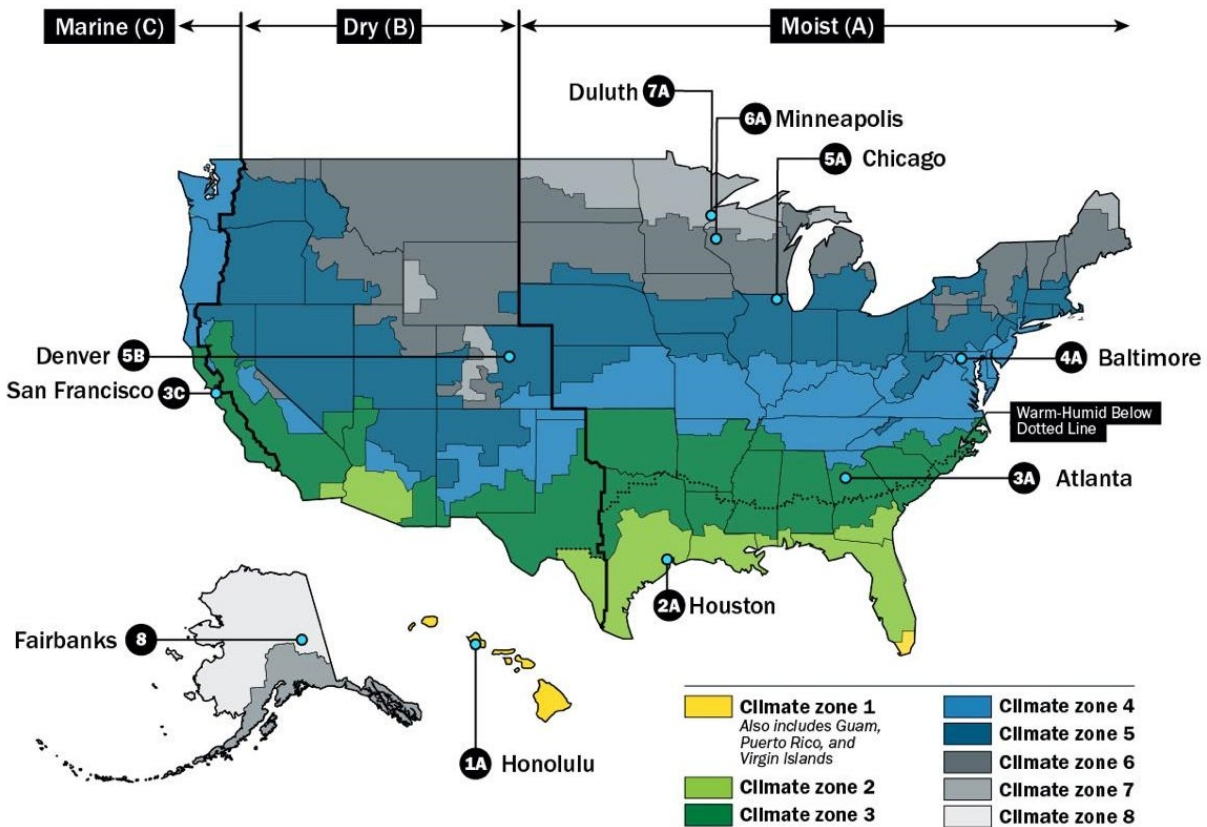 Marine (C)
Dry (B)
Moist (A)
Duluth 7A
6A Minneapolis
5A Chicago
Denver 5B
San Francisco 3C
4A Baltimore
Warm-Humid Below
Dotted Line
3A Atlanta
2A Houston
Fairbanks 8
1A Honolulu
Climate zone 1
Also includes Guam,
Puerto Rico, and
Virgin Islands
Climate zone 2
Climate zone 3
Climate zone 4
Climate zone 5
Climate zone 6
Climate zone 7
Climate zone 8